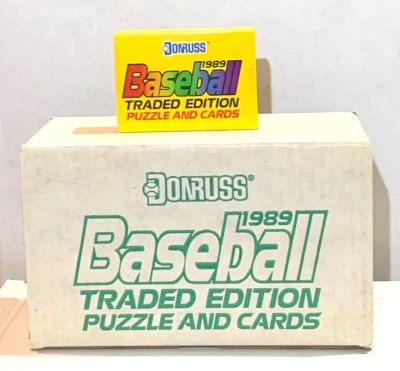 DONRUSS®
1989
Baseball
TRADED EDITION
PUZZLE AND CARDS
DONRUSS®
1989
Baseball
TRADED EDITION
PUZZLE AND CARDS